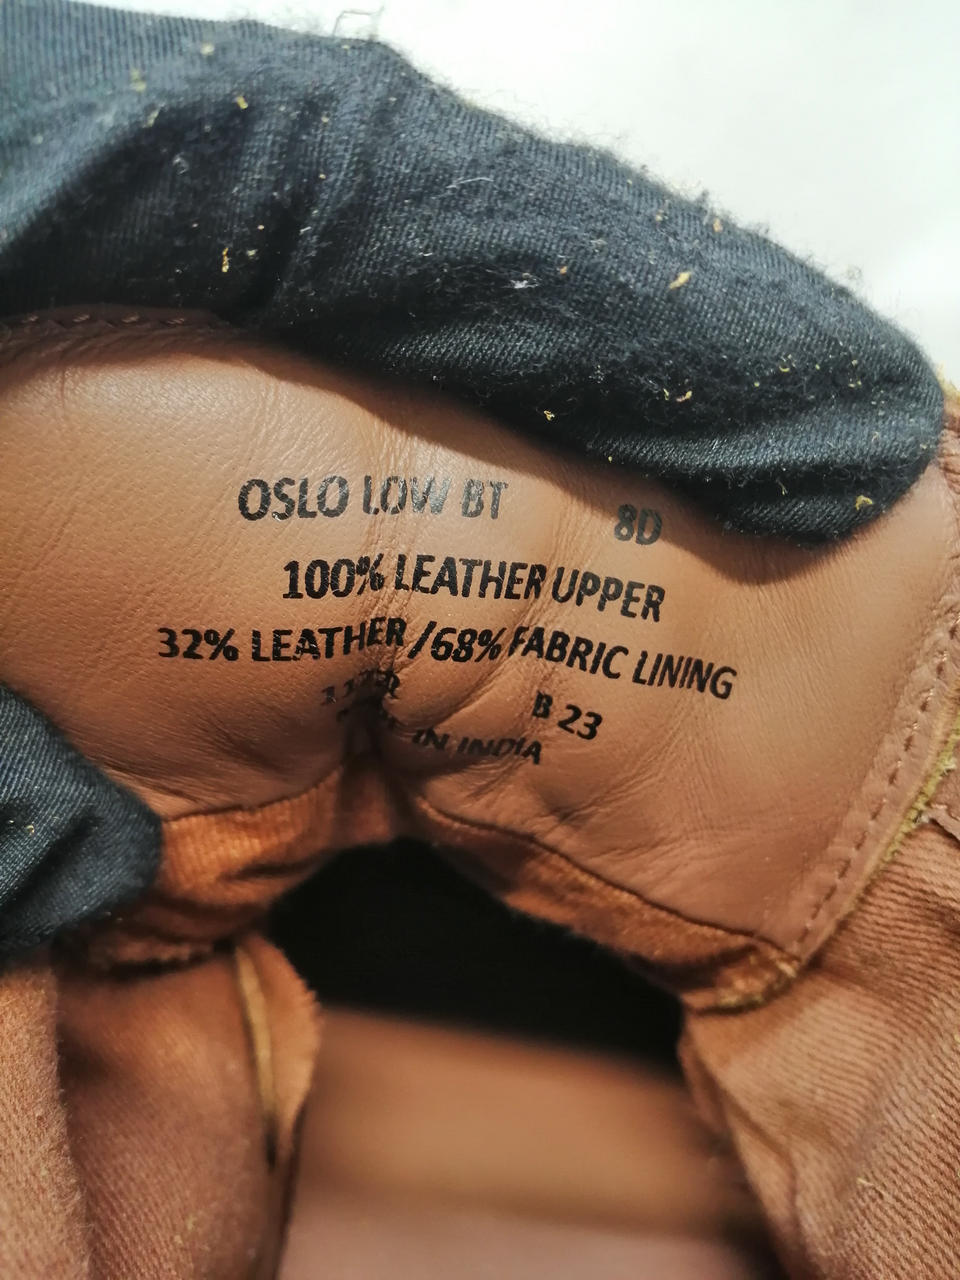 OSLO LOW BT 8D
100% LEATHER UPPER
32% LEATHER /68% FABRIC LINING
B 23
IN INDIA